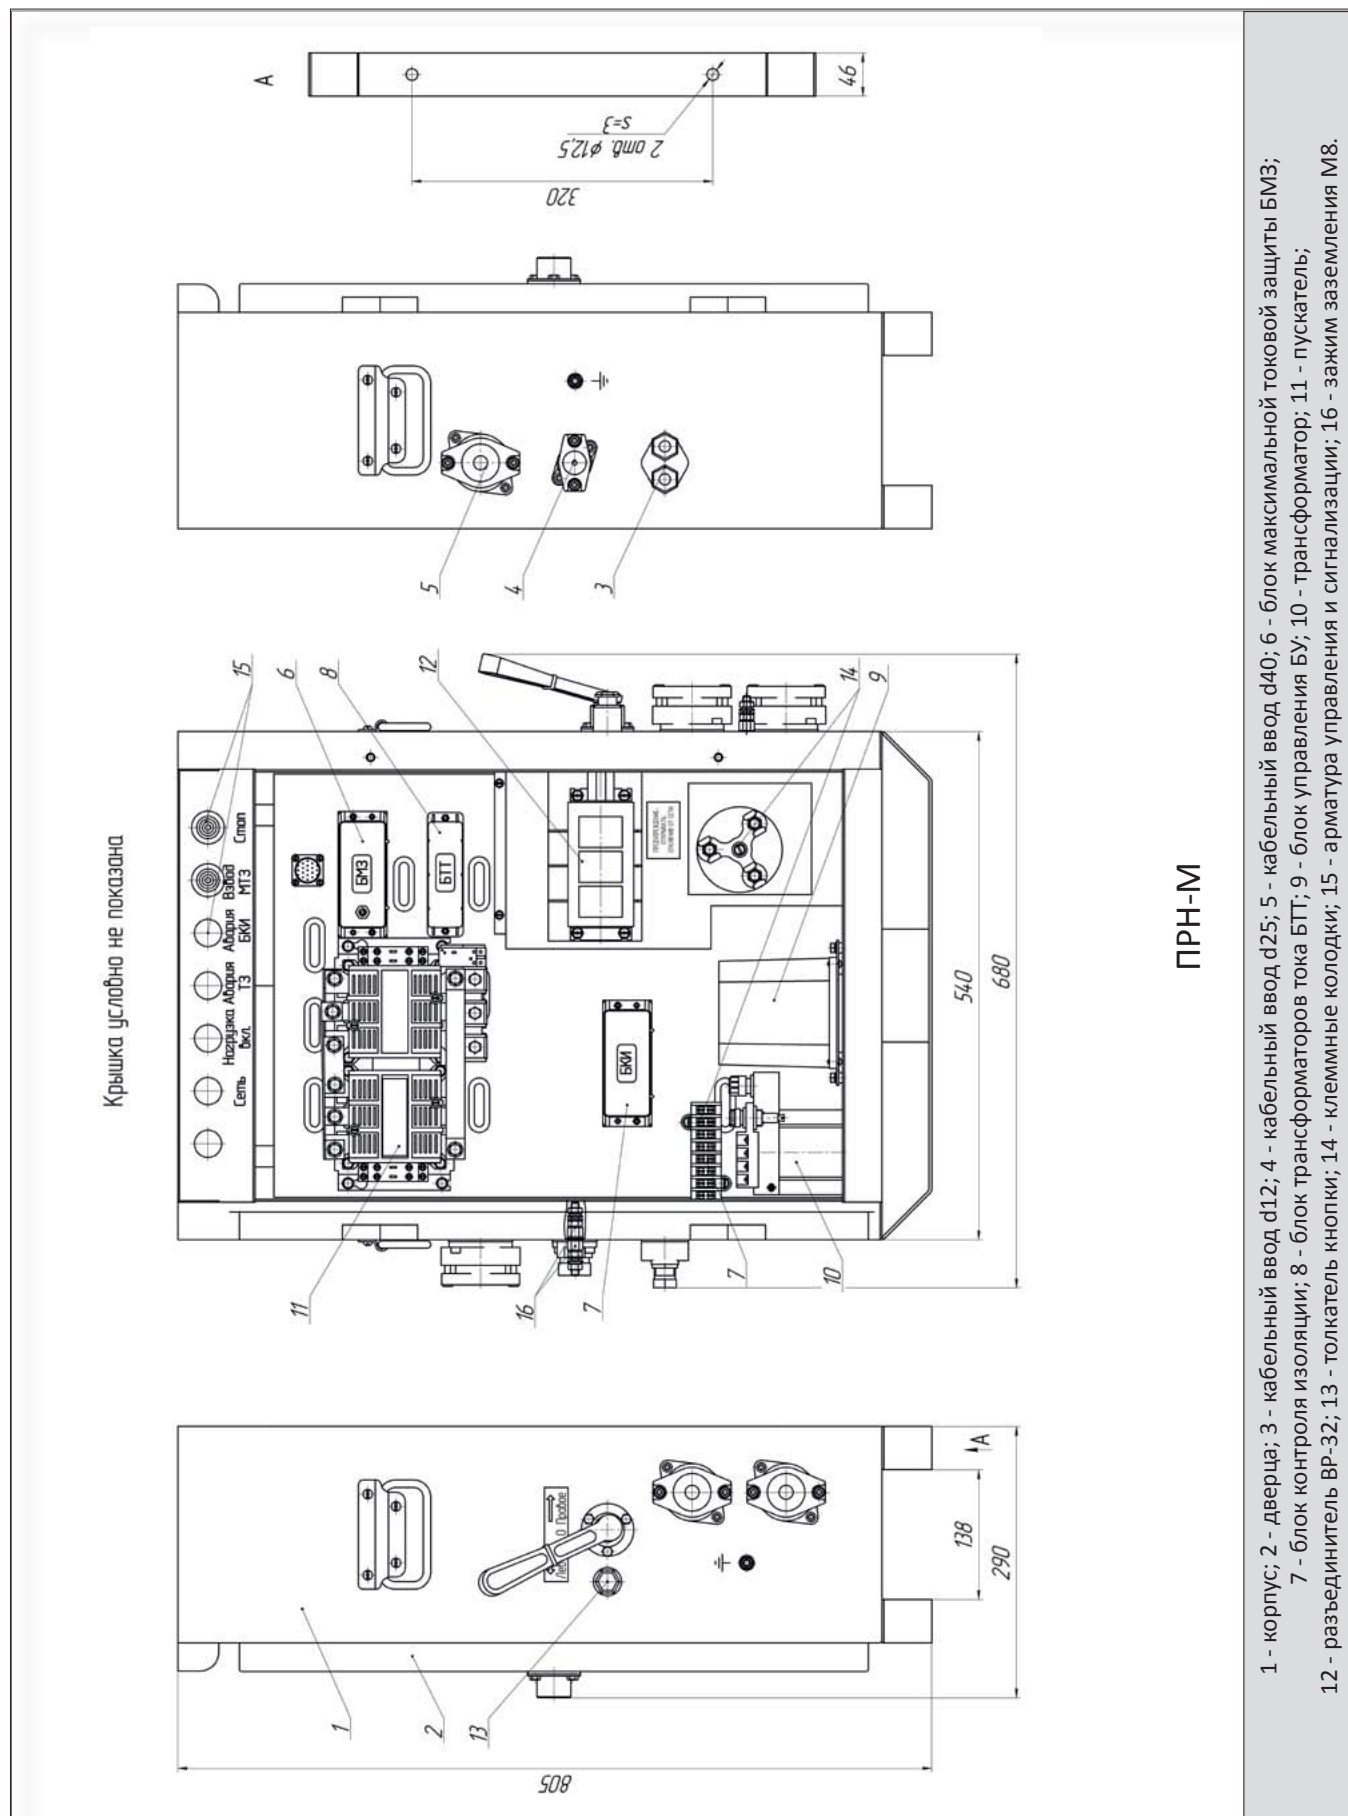 Крышка условно не показана
А
320
2 отв. ⌀12,5
s=3
46
5
4
3
Сеть
Нагрузка
вкл.
Авария
ТЗ
Авария
БКИ
Взвод
МТЗ
Стоп
15
6
8
12
14
9
БМЗ
БТТ
БКИ
11
16
7
7
10
540
680
0 Правое
1
2
13
А
138
290
805
ПРН-М
1 - корпус; 2 - дверца; 3 - кабельный ввод d12; 4 - кабельный ввод d25; 5 - кабельный ввод d40; 6 - блок максимальной токовой защиты БМЗ;
7 - блок контроля изоляции; 8 - блок трансформаторов тока БТТ; 9 - блок управления БУ; 10 - трансформатор; 11 - пускатель;
12 - разъединитель ВР-32; 13 - толкатель кнопки; 14 - клеммные колодки; 15 - арматура управления и сигнализации; 16 - зажим заземления М8.